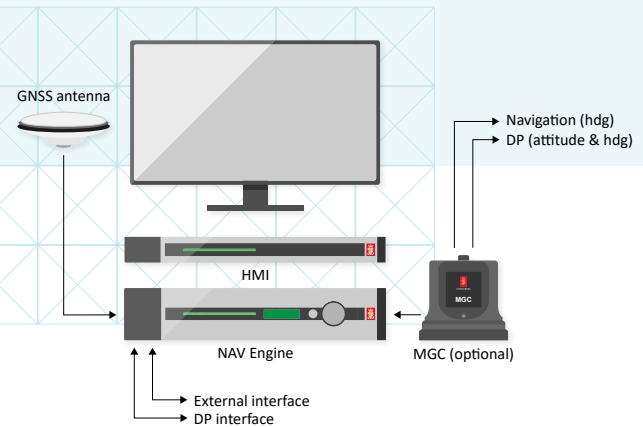 GNSS antenna
Navigation (hdg)
DP (attitude & hdg)
HMI
MGC
NAV Engine
MGC (optional)
External interface
DP interface